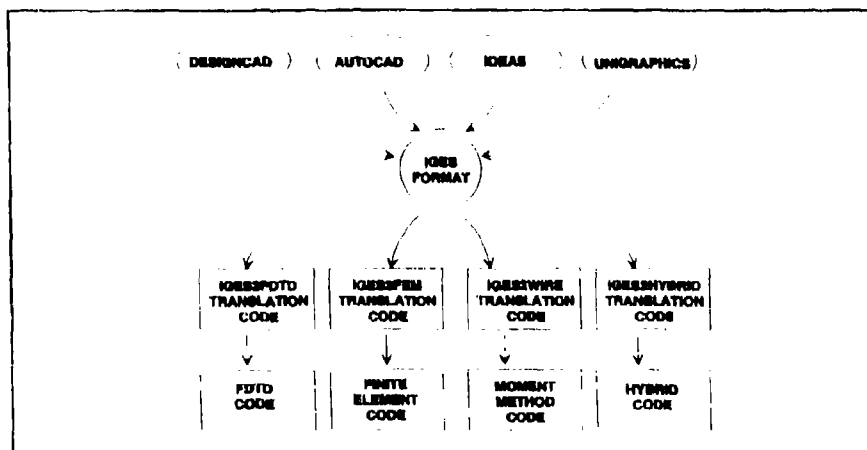 DESIGNCAD
AUTOCAD
IDEAS
UNIGRAPHICS
IGES
FORMAT
IGES2FDTD
TRANSLATION
CODE
IGES2FEM
TRANSLATION
CODE
IGES2WIRE
TRANSLATION
CODE
IGES2HYBRID
TRANSLATION
CODE
FDTD
CODE
FINITE
ELEMENT
CODE
MOMENT
METHOD
CODE
HYBRID
CODE